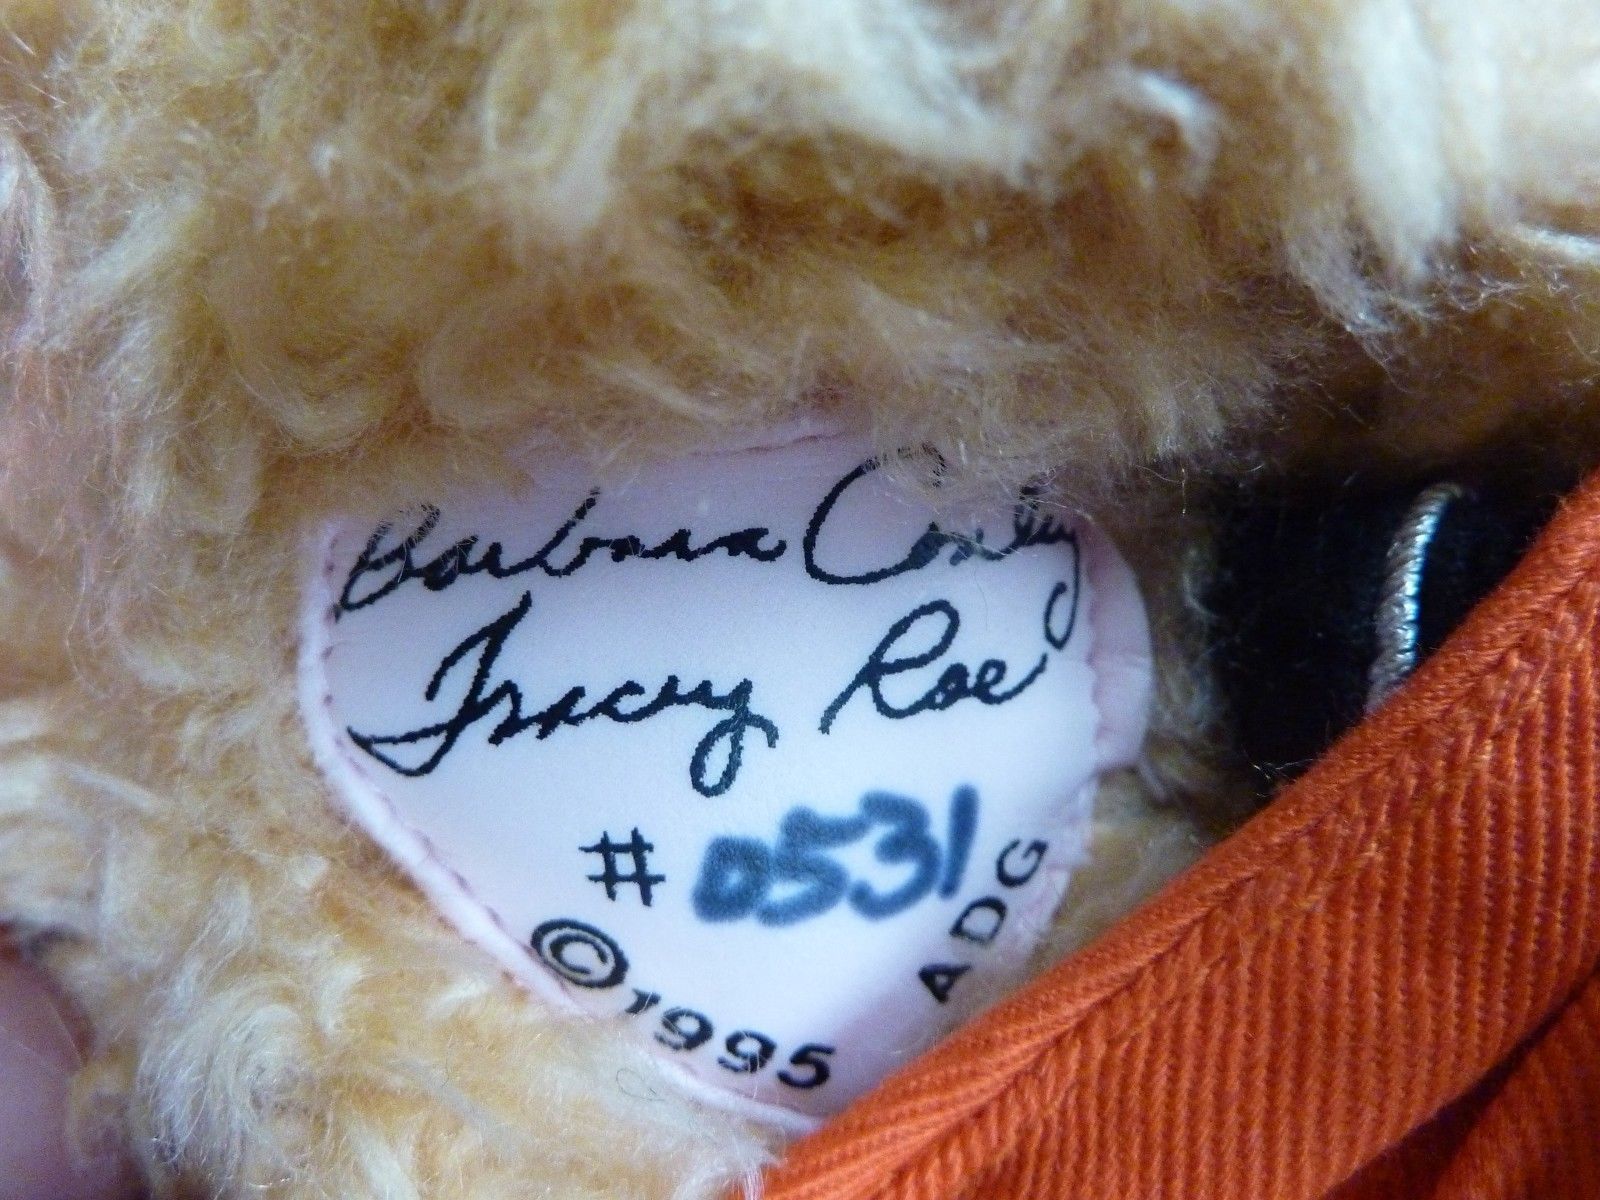 Barbara Conley
Tracey Roe
# 0531
© 1995 ADG